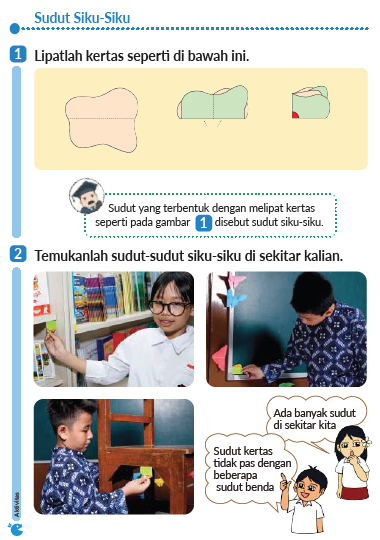 Sudut Siku-Siku
1 Lipatlah kertas seperti di bawah ini.
Sudut yang terbentuk dengan melipat kertas
seperti pada gambar 1 disebut sudut siku-siku.
2 Temukanlah sudut-sudut siku-siku di sekitar kalian.
Ada banyak sudut
di sekitar kita
Sudut kertas
tidak pas dengan
beberapa
sudut benda
Aktivitas